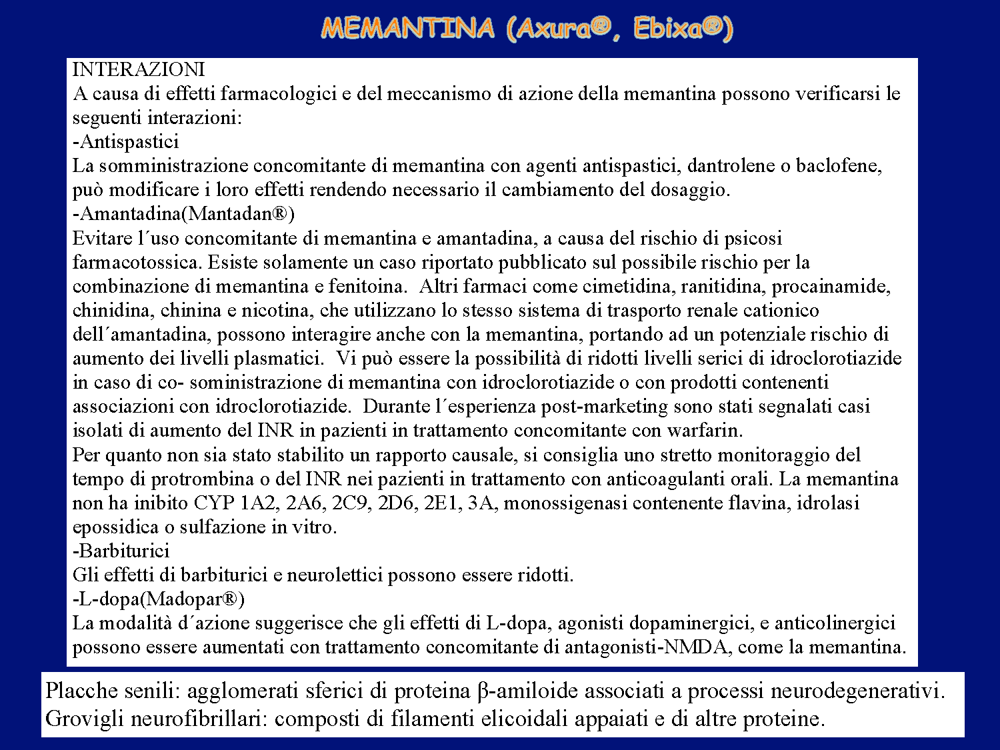 MEMANTINA (Axura®, Ebixa®)
INTERAZIONI
A causa di effetti farmacologici e del meccanismo di azione della memantina possono verificarsi le
seguenti interazioni:
-Antispastici
La somministrazione concomitante di memantina con agenti antispastici, dantrolene o baclofene,
può modificare i loro effetti rendendo necessario il cambiamento del dosaggio.
-Amantadina(Mantadan®)
Evitare l´uso concomitante di memantina e amantadina, a causa del rischio di psicosi
farmacotossica. Esiste solamente un caso riportato pubblicato sul possibile rischio per la
combinazione di memantina e fenitoina.  Altri farmaci come cimetidina, ranitidina, procainamide,
chinidina, chinina e nicotina, che utilizzano lo stesso sistema di trasporto renale cationico
dell´amantadina, possono interagire anche con la memantina, portando ad un potenziale rischio di
aumento dei livelli plasmatici.  Vi può essere la possibilità di ridotti livelli serici di idroclorotiazide
in caso di co- soministrazione di memantina con idroclorotiazide o con prodotti contenenti
associazioni con idroclorotiazide.  Durante l´esperienza post-marketing sono stati segnalati casi
isolati di aumento del INR in pazienti in trattamento concomitante con warfarin.
Per quanto non sia stato stabilito un rapporto causale, si consiglia uno stretto monitoraggio del
tempo di protrombina o del INR nei pazienti in trattamento con anticoagulanti orali. La memantina
non ha inibito CYP 1A2, 2A6, 2C9, 2D6, 2E1, 3A, monossigenasi contenente flavina, idrolasi
epossidica o sulfazione in vitro.
-Barbiturici
Gli effetti di barbiturici e neurolettici possono essere ridotti.
-L-dopa(Madopar®)
La modalità d´azione suggerisce che gli effetti di L-dopa, agonisti dopaminergici, e anticolinergici
possono essere aumentati con trattamento concomitante di antagonisti-NMDA, come la memantina.
Placche senili: agglomerati sferici di proteina β-amiloide associati a processi neurodegenerativi.
Grovigli neurofibrillari: composti di filamenti elicoidali appaiati e di altre proteine.